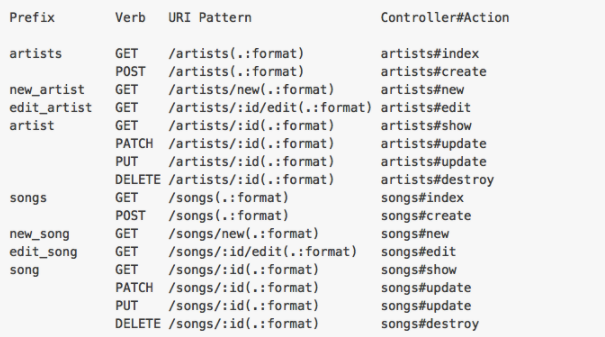 Prefix Verb URI Pattern Controller#Action
artists GET /artists(.:format) artists#index
POST /artists(.:format) artists#create
new_artist GET /artists/new(.:format) artists#new
edit_artist GET /artists/:id/edit(.:format) artists#edit
artist GET /artists/:id(.:format) artists#show
PATCH /artists/:id(.:format) artists#update
PUT /artists/:id(.:format) artists#update
DELETE /artists/:id(.:format) artists#destroy
songs GET /songs(.:format) songs#index
POST /songs(.:format) songs#create
new_song GET /songs/new(.:format) songs#new
edit_song GET /songs/:id/edit(.:format) songs#edit
song GET /songs/:id(.:format) songs#show
PATCH /songs/:id(.:format) songs#update
PUT /songs/:id(.:format) songs#update
DELETE /songs/:id(.:format) songs#destroy